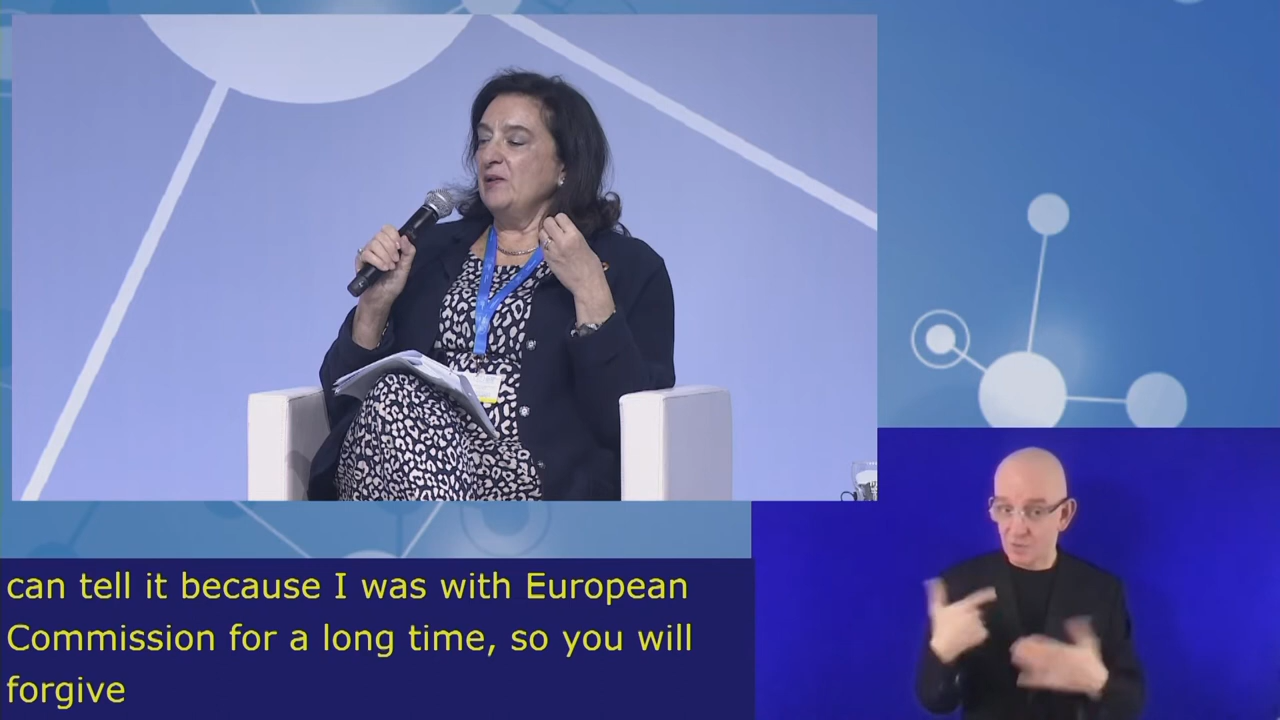 can tell it because I was with European
Commission for a long time, so you will
forgive